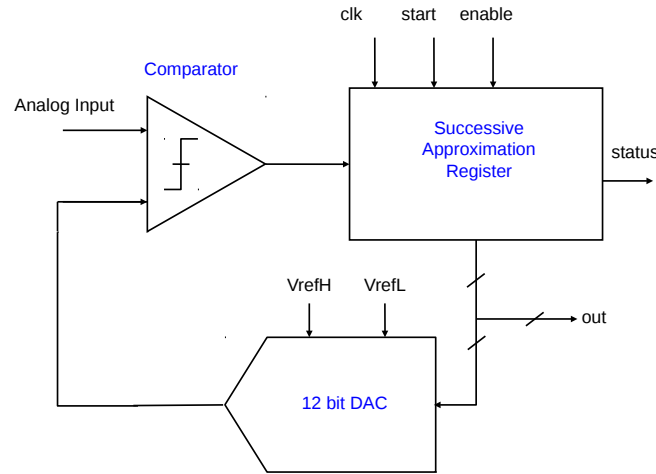 clk
start
enable
Comparator
Analog Input
Successive
Approximation
Register
status
VrefH
VrefL
out
12 bit DAC